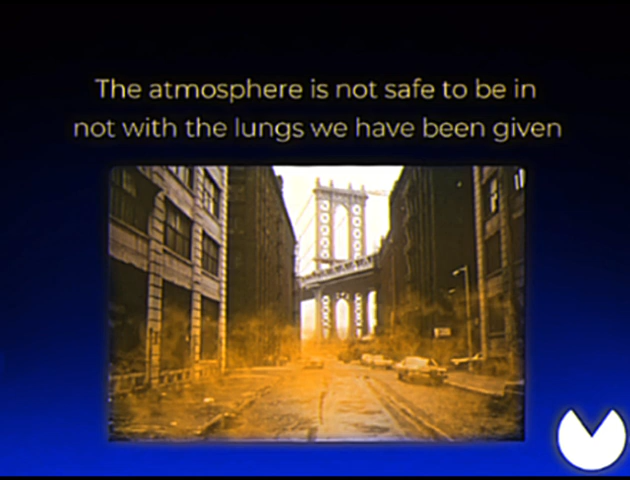 The atmosphere is not safe to be in
not with the lungs we have been given